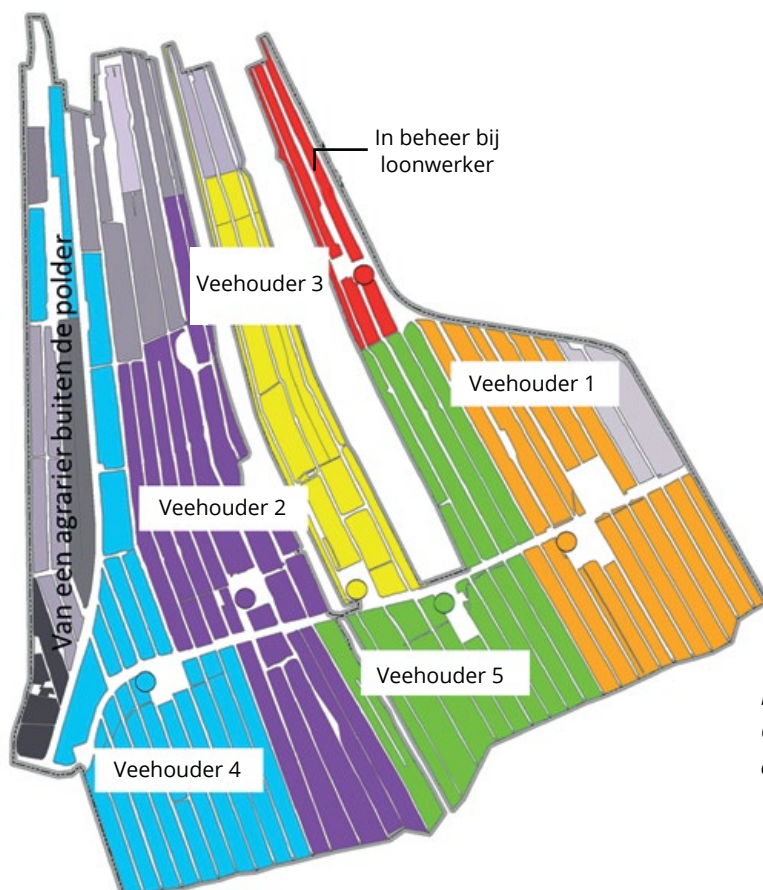 In beheer bij
loonwerker
Van een agrarier buiten de polder
Veehouder 3
Veehouder 1
Veehouder 2
Veehouder 5
Veehouder 4